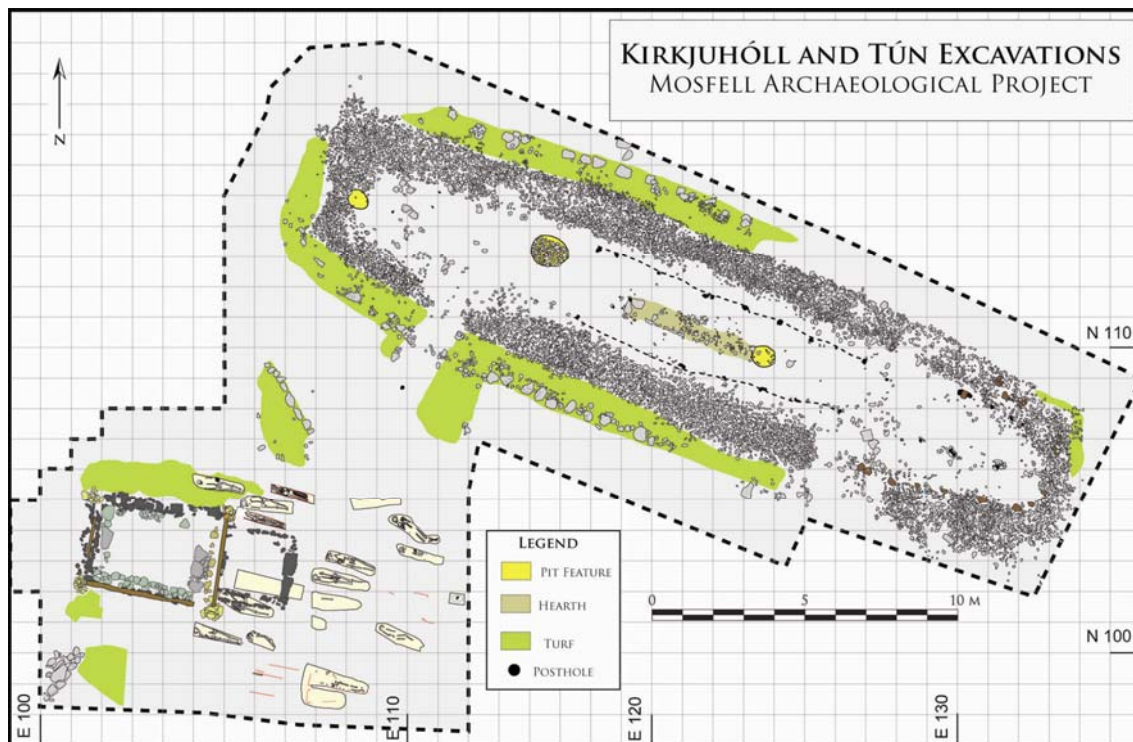 KIRKJUHÓLL AND TÚN EXCAVATIONS
MOSFELL ARCHAEOLOGICAL PROJECT
N
N 110
LEGEND
PIT FEATURE
HEARTH
TURF
POSTHOLE
0 5 10 M
N 100
E 100
E 110
E 120
E 130